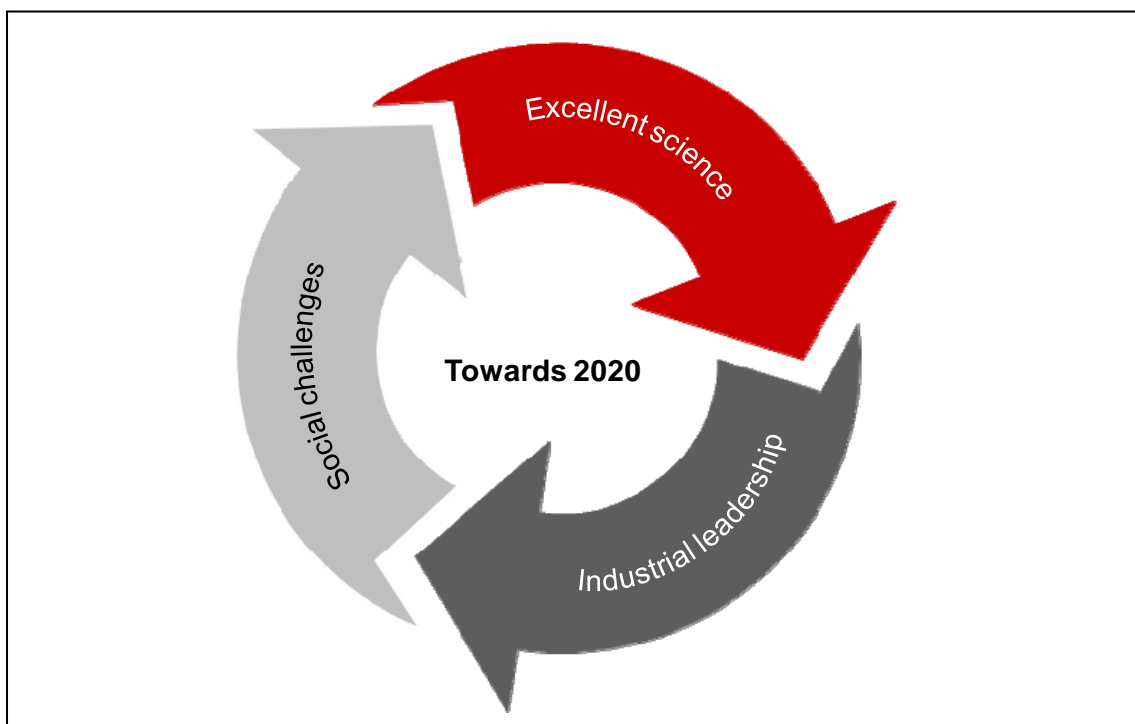 Excellent science
Social challenges
Towards 2020
Industrial leadership